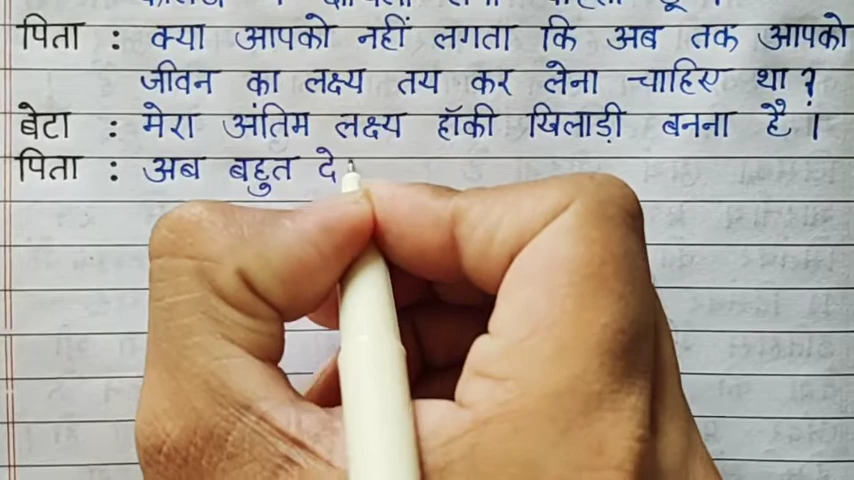 पिता : क्या आपको नहीं लगता कि अब तक आपको
जीवन का लक्ष्य तय कर लेना चाहिए था ?
बेटा : मेरा अंतिम लक्ष्य हॉकी खिलाड़ी बनना है ।
पिता : अब बहुत दे